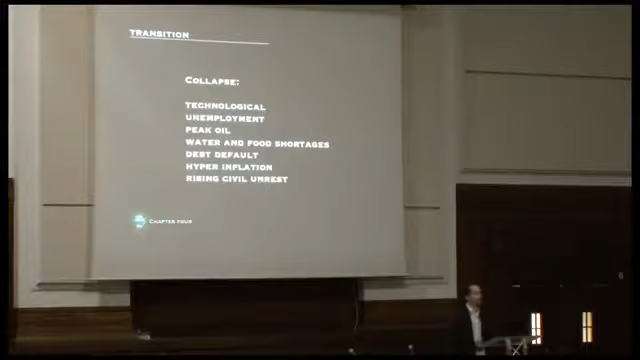 TRANSITION
COLLAPSE:
TECHNOLOGICAL
UNEMPLOYMENT
PEAK OIL
WATER AND FOOD SHORTAGES
DEBT DEFAULT
HYPER INFLATION
RISING CIVIL UNREST
CHAPTER FOUR